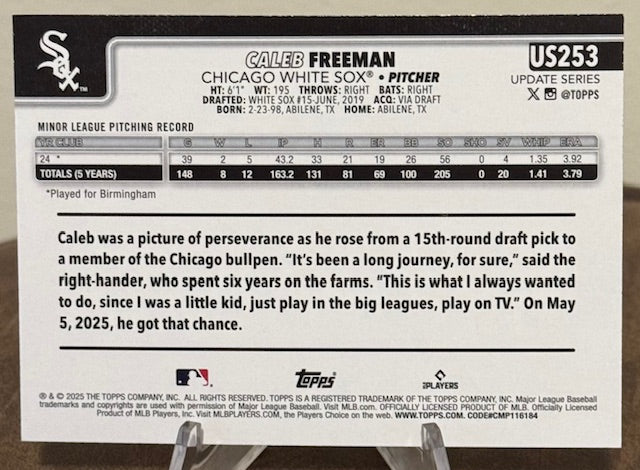 Sox
TM
CALEB FREEMAN
US253
CHICAGO WHITE SOX® • PITCHER
UPDATE SERIES
HT: 6'1" WT: 195 THROWS: RIGHT BATS: RIGHT
X @TOPPS
DRAFTED: WHITE SOX #15-JUNE, 2019 ACQ: VIA DRAFT
BORN: 2-23-98, ABILENE, TX HOME: ABILENE, TX
MINOR LEAGUE PITCHING RECORD
YR CLUB G W L IP H R ER BB SO SHO SV WHIP ERA
24 * 39 2 5 43.2 33 21 19 26 56 0 4 1.35 3.92
TOTALS (5 YEARS) 148 8 12 163.2 131 81 69 100 205 0 20 1.41 3.79
*Played for Birmingham
Caleb was a picture of perseverance as he rose from a 15th-round draft pick to
a member of the Chicago bullpen. “It’s been a long journey, for sure,” said the
right-hander, who spent six years on the farms. “This is what I always wanted
to do, since I was a little kid, just play in the big leagues, play on TV.” On May
5, 2025, he got that chance.
Topps
PLAYERS
® & © 2025 THE TOPPS COMPANY, INC. ALL RIGHTS RESERVED. TOPPS IS A REGISTERED TRADEMARK OF THE TOPPS COMPANY, INC. Major League Baseball
trademarks and copyrights are used with permission of Major League Baseball. Visit MLB.com. OFFICIALLY LICENSED PRODUCT OF MLB. Officially Licensed
Product of MLB Players, Inc. Visit MLBPLAYERS.COM, the Players Choice on the web. WWW.TOPPS.COM. CODE#CMP116184